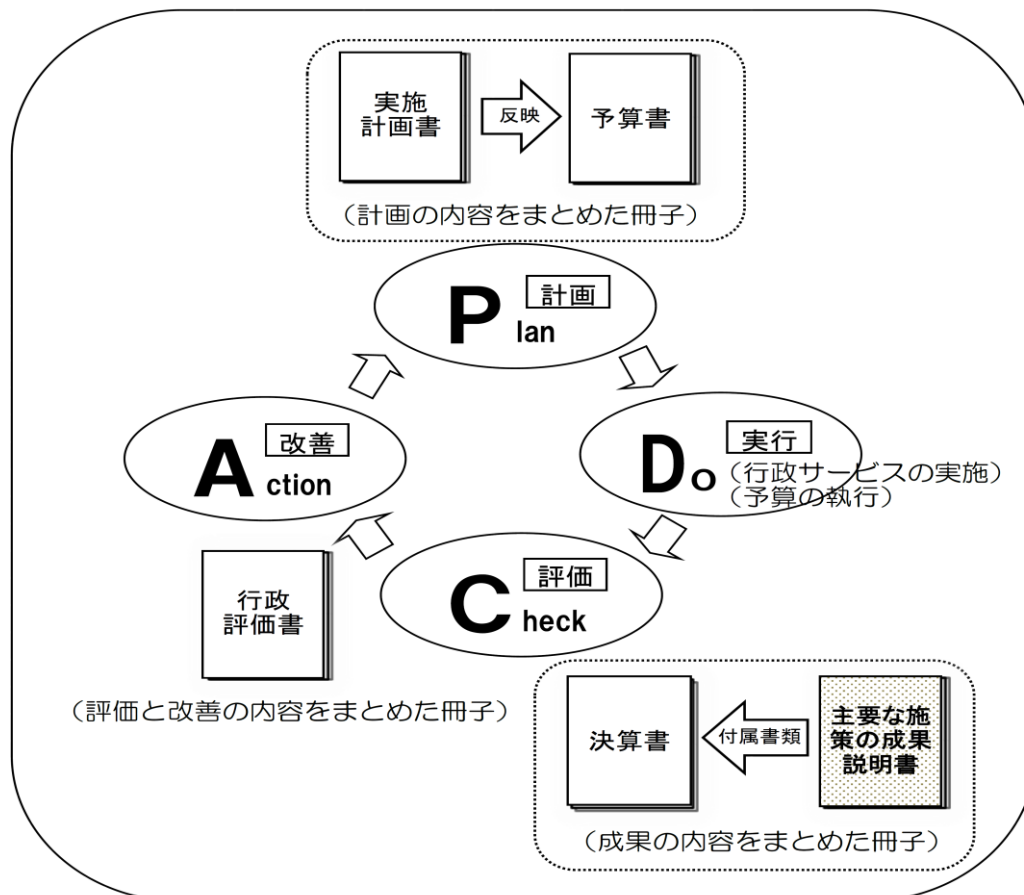 実施
計画書
反映
予算書
（計画の内容をまとめた冊子）
計画
Plan
改善
Action
実行
Do
（行政サービスの実施）
（予算の執行）
評価
Check
行政
評価書
（評価と改善の内容をまとめた冊子）
決算書
付属書類
主要な施
策の成果
説明書
（成果の内容をまとめた冊子）